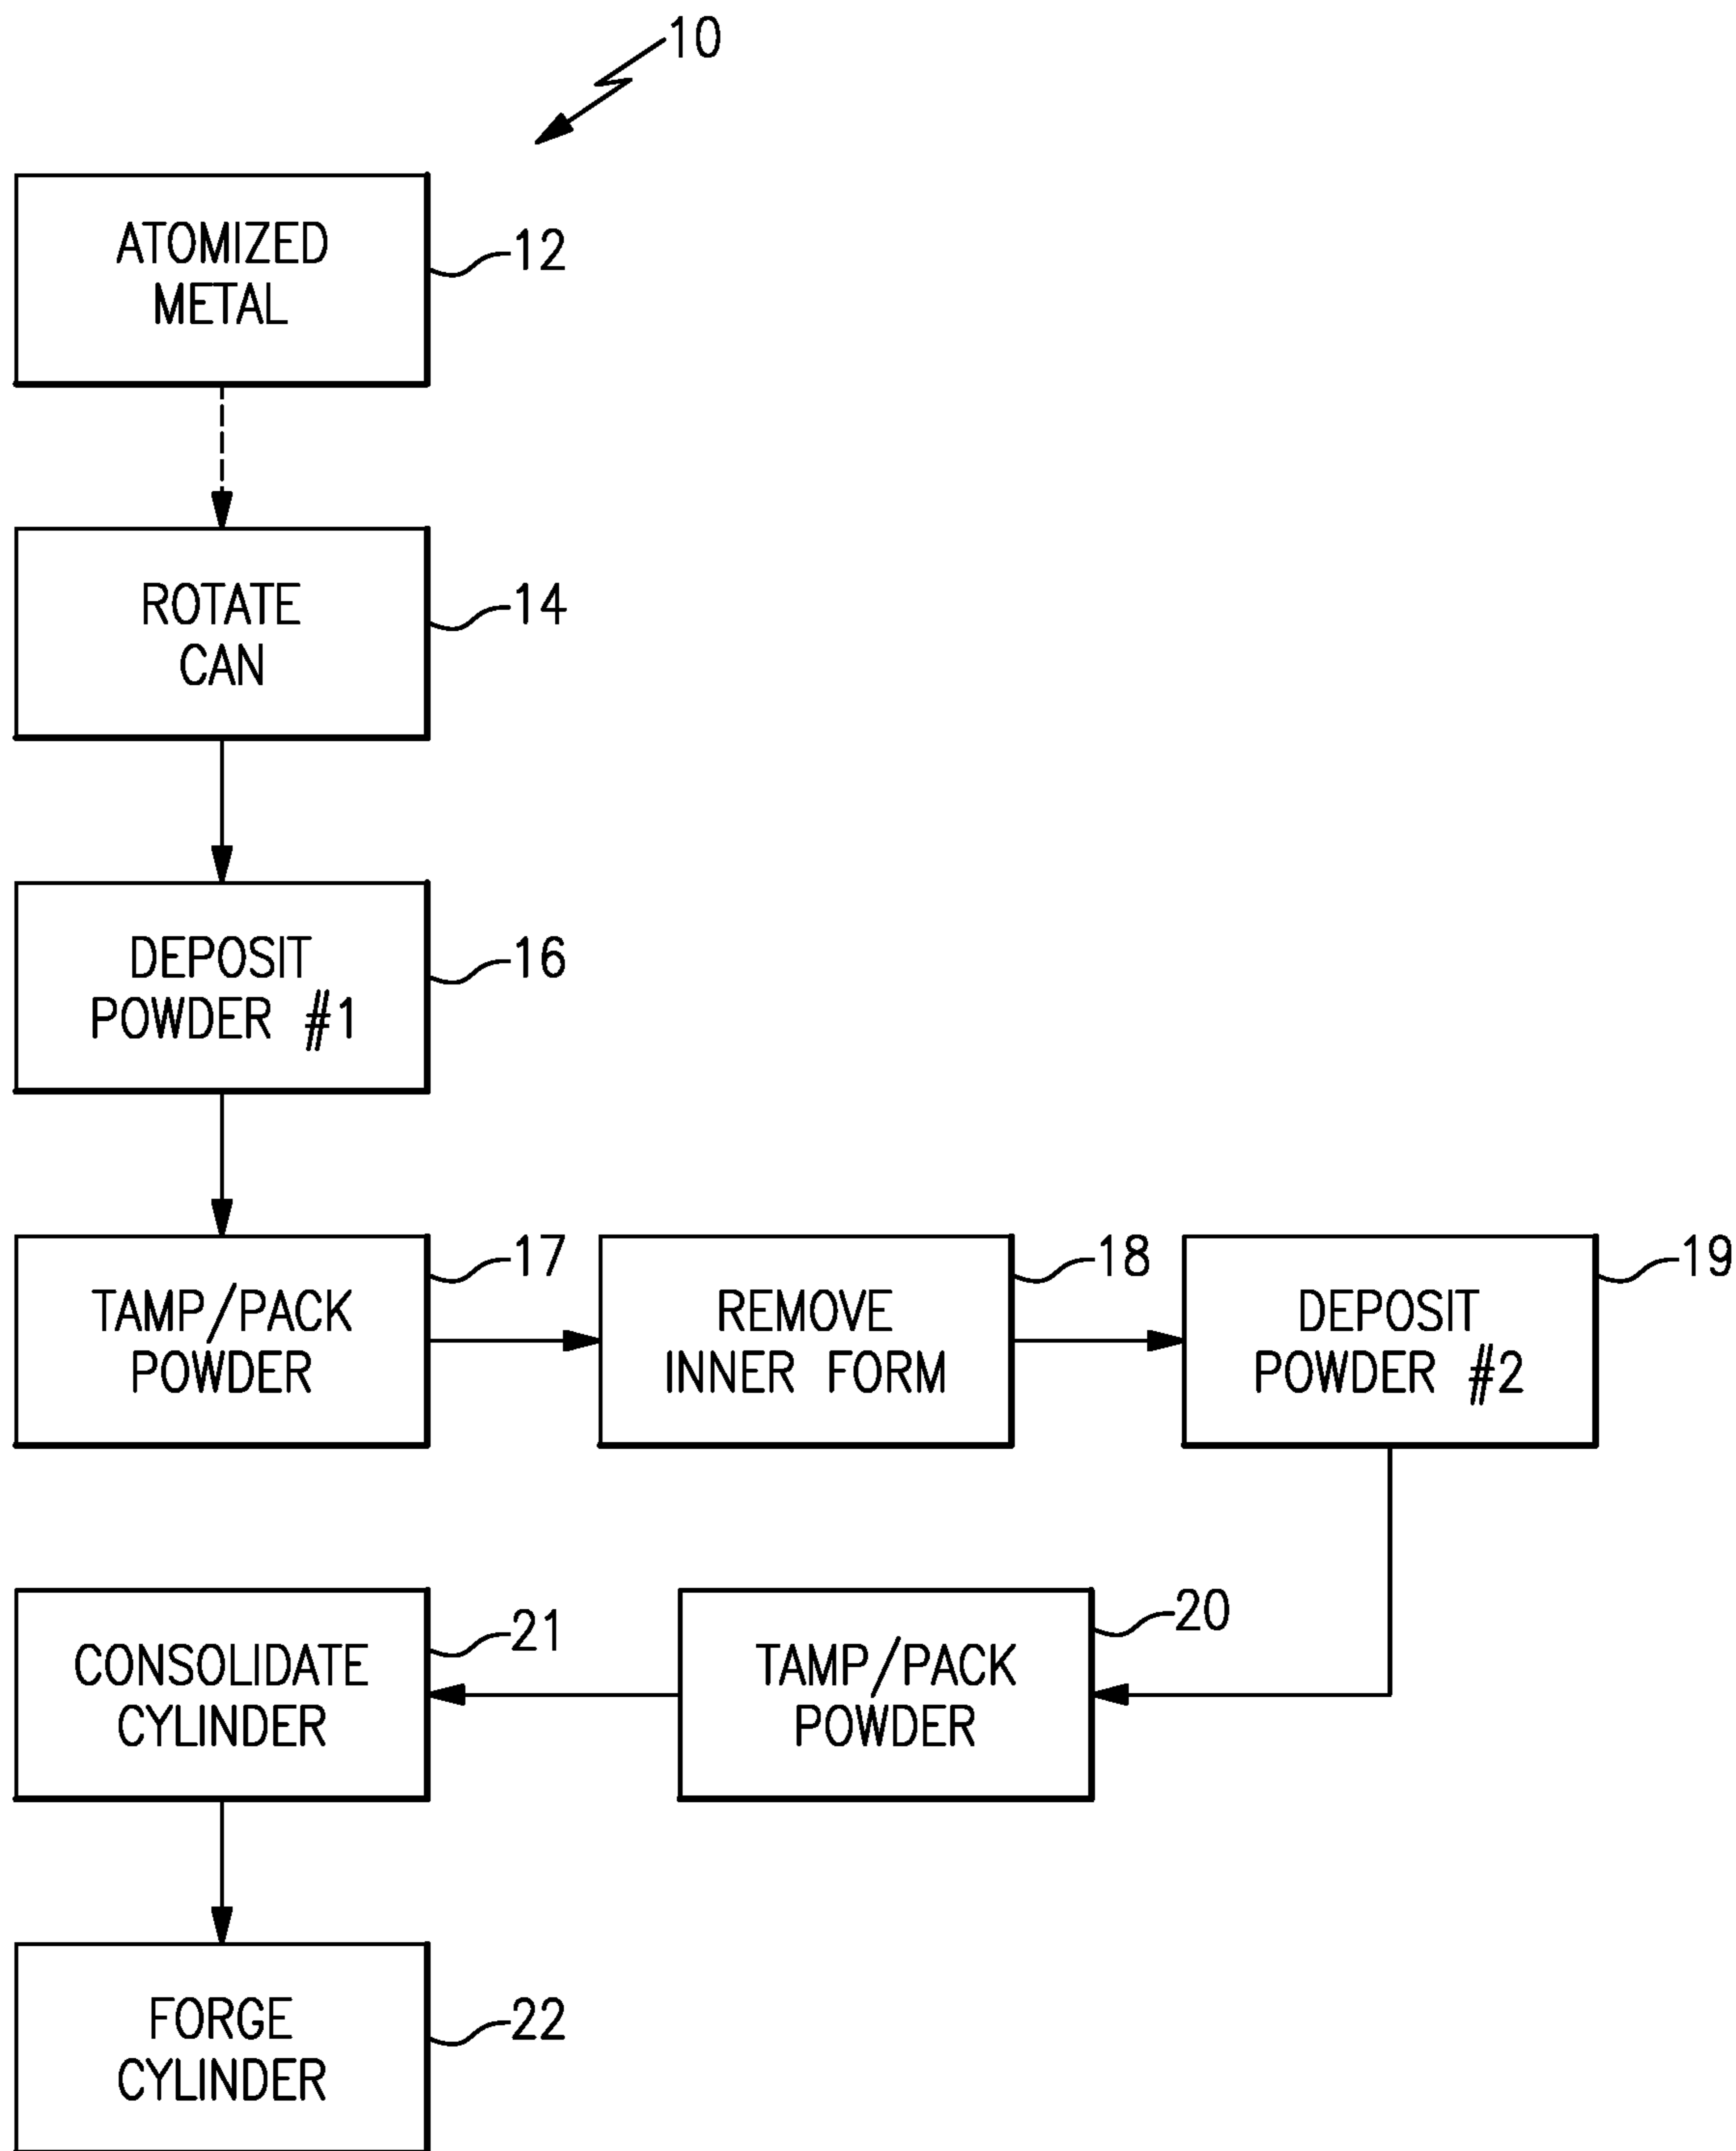 10
ATOMIZED
METAL
12
ROTATE
CAN
14
DEPOSIT
POWDER #1
16
TAMP/PACK
POWDER
17
REMOVE
INNER FORM
18
DEPOSIT
POWDER #2
19
TAMP/PACK
POWDER
20
CONSOLIDATE
CYLINDER
21
FORGE
CYLINDER
22